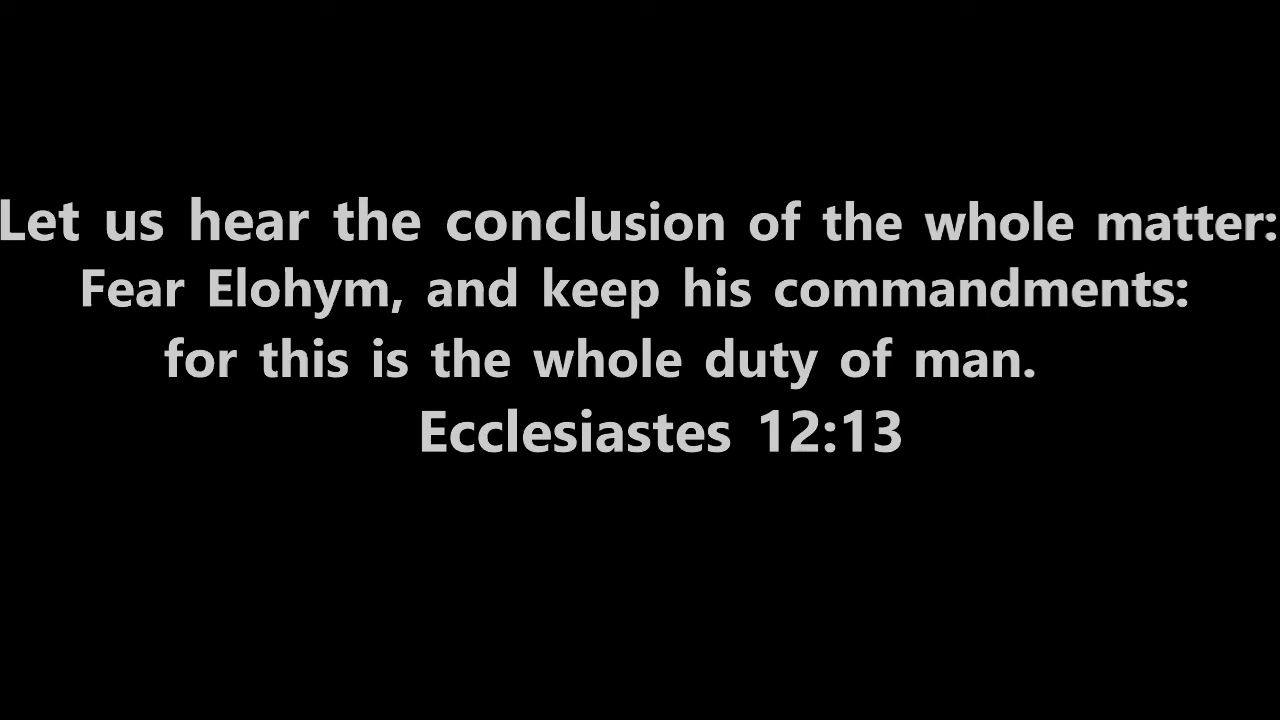 Let us hear the conclusion of the whole matter:
Fear Elohym, and keep his commandments:
for this is the whole duty of man.
Ecclesiastes 12:13